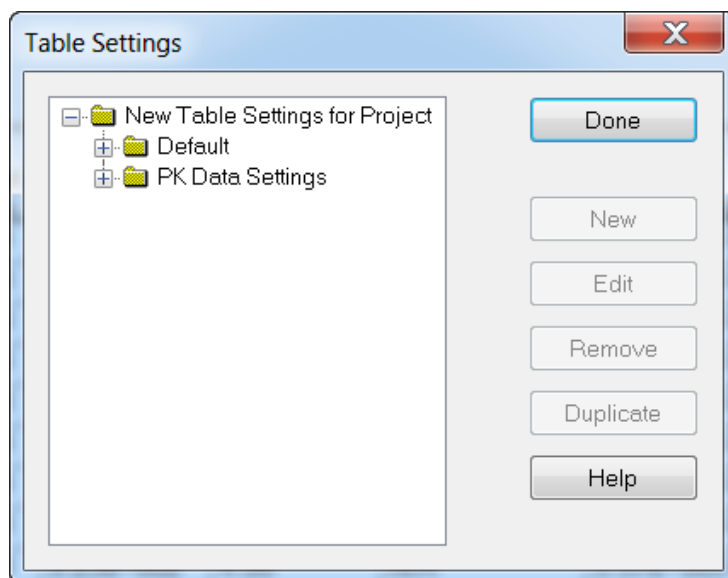 Table Settings
New Table Settings for Project
Default
PK Data Settings
Done
New
Edit
Remove
Duplicate
Help